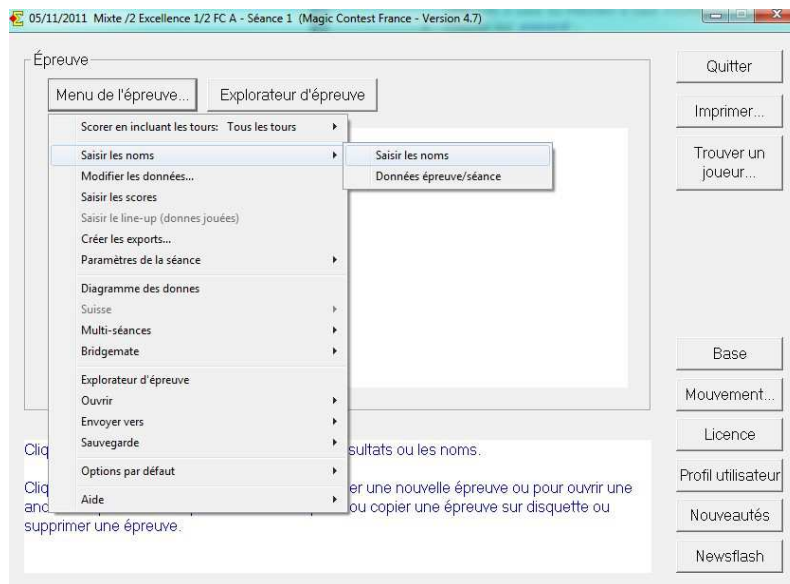 05/11/2011 Mixte /2 Excellence 1/2 FC A - Séance 1 (Magic Contest France - Version 4.7)
Épreuve
Menu de l'épreuve...
Explorateur d'épreuve
Scorer en incluant les tours: Tous les tours
Saisir les noms
Modifier les données...
Saisir les scores
Saisir le line-up (donnes jouées)
Créer les exports...
Paramètres de la séance
Diagramme des donnes
Suisse
Multi-séances
Bridgemate
Explorateur d'épreuve
Ouvrir
Envoyer vers
Sauvegarde
Options par défaut
Aide
Saisir les noms
Données épreuve/séance
Quitter
Imprimer...
Trouver un
joueur...
Base
Mouvement...
Licence
Profil utilisateur
Nouveautés
Newsflash
Cliq sultats ou les noms.
Cliq er une nouvelle épreuve ou pour ouvrir une
anc ou copier une épreuve sur disquette ou
supprimer une épreuve.